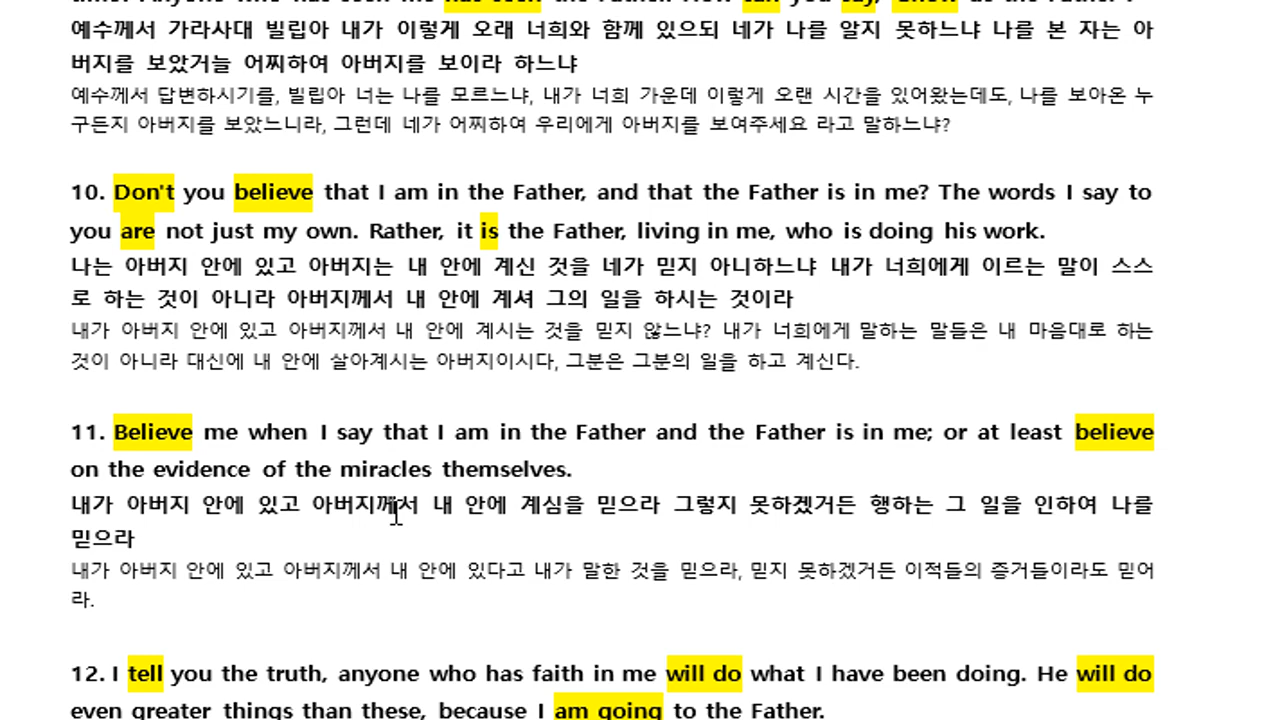 예수께서 가라사대 빌립아 내가 이렇게 오래 너희와 함께 있으되 네가 나를 알지 못하느냐 나를 본 자는 아
버지를 보았거늘 어찌하여 아버지를 보이라 하느냐
예수께서 답변하시기를, 빌립아 너는 나를 모르느냐, 내가 너희 가운데 이렇게 오랜 시간을 있어왔는데도, 나를 보아온 누
구든지 아버지를 보았느니라, 그런데 네가 어찌하여 우리에게 아버지를 보여주세요 라고 말하느냐?
10. Don't you believe that I am in the Father, and that the Father is in me? The words I say to
you are not just my own. Rather, it is the Father, living in me, who is doing his work.
나는 아버지 안에 있고 아버지는 내 안에 계신 것을 네가 믿지 아니하느냐 내가 너희에게 이르는 말이 스스
로 하는 것이 아니라 아버지께서 내 안에 계셔 그의 일을 하시는 것이라
내가 아버지 안에 있고 아버지께서 내 안에 계시는 것을 믿지 않느냐? 내가 너희에게 말하는 말들은 내 마음대로 하는
것이 아니라 대신에 내 안에 살아계시는 아버지이시다, 그분은 그분의 일을 하고 계신다.
11. Believe me when I say that I am in the Father and the Father is in me; or at least believe
on the evidence of the miracles themselves.
내가 아버지 안에 있고 아버지께서 내 안에 계심을 믿으라 그렇지 못하겠거든 행하는 그 일을 인하여 나를
믿으라
내가 아버지 안에 있고 아버지께서 내 안에 있다고 내가 말한 것을 믿으라, 믿지 못하겠거든 이적들의 증거들이라도 믿어
라.
12. I tell you the truth, anyone who has faith in me will do what I have been doing. He will do
even greater things than these, because I am going to the Father.